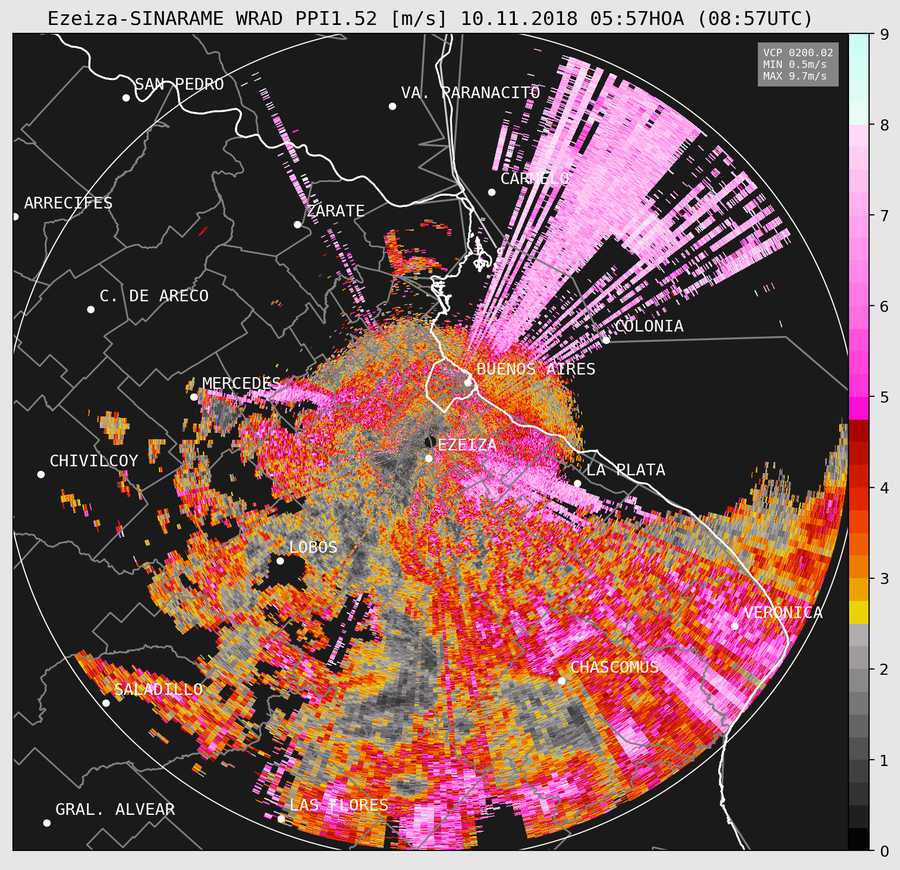 Ezeiza-SINARAME WRAD PPI1.52 [m/s] 10.11.2018 05:57HOA (08:57UTC)
VCP 0200.02
MIN 0.5m/s
MAX 9.7m/s
9
SAN PEDRO
VA. PARANACITO
8
CARMELO
ARRECIFES
ZARATE
7
C. DE ARECO
6
COLONIA
BUENOS AIRES
MERCEDES
5
EZEIZA
CHIVILCOY
LA PLATA
4
LOBOS
3
VERONICA
CHASCOMUS
2
SALADILLO
1
GRAL. ALVEAR
LAS FLORES
0